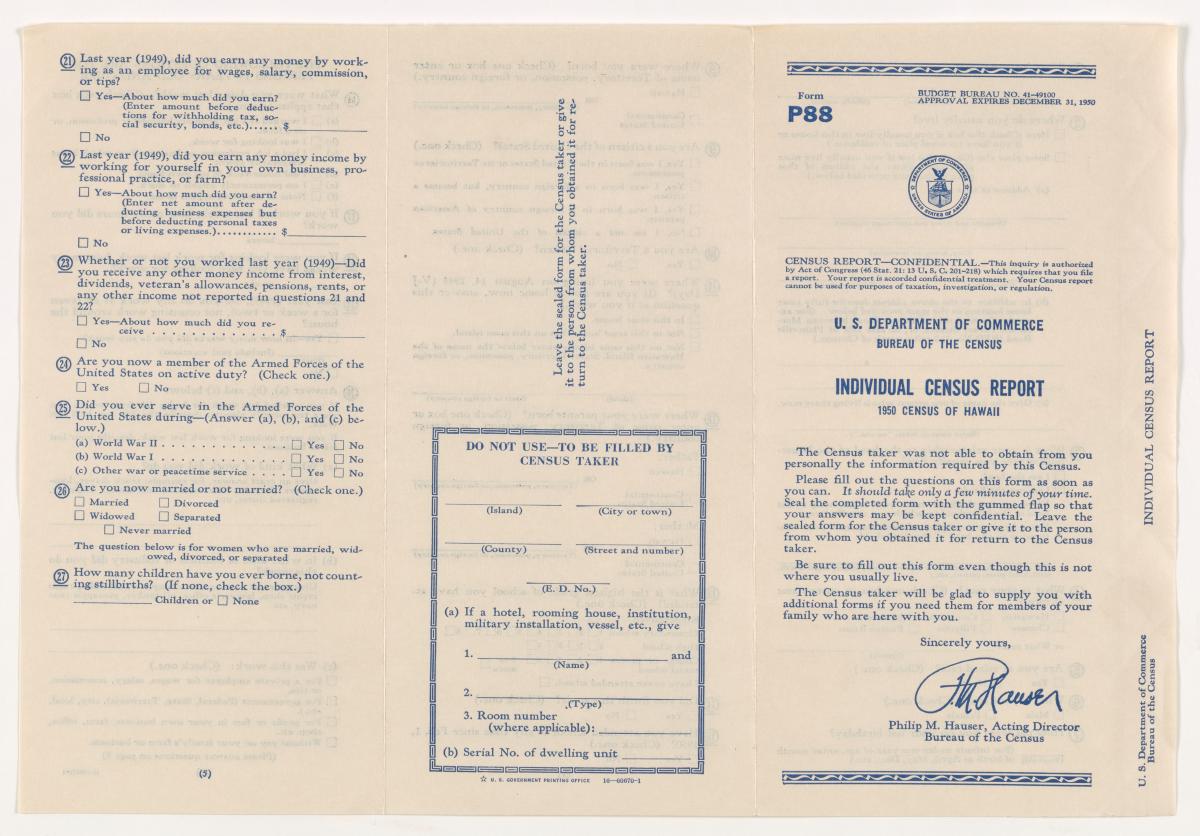 (21) Last year (1949), did you earn any money by work-
ing as an employee for wages, salary, commission,
or tips?
Yes—About how much did you earn?
(Enter amount before deduc-
tions for withholding tax, so-
cial security, bonds, etc.)...... $
No
(22) Last year (1949), did you earn any money income by
working for yourself in your own business, pro-
fessional practice, or farm?
Yes—About how much did you earn?
(Enter net amount after de-
ducting business expenses but
before deducting personal taxes
or living expenses.)........... $
No
(23) Whether or not you worked last year (1949)—Did
you receive any other money income from interest,
dividends, veteran's allowances, pensions, rents, or
any other income not reported in questions 21 and
22?
Yes—About how much did you re-
ceive . . . . . . . . . . . . $
No
(24) Are you now a member of the Armed Forces of the
United States on active duty? (Check one.)
Yes No
(25) Did you ever serve in the Armed Forces of the
United States during—(Answer (a), (b), and (c) be-
low.)
(a) World War II . . . . . . . . . . . . Yes No
(b) World War I . . . . . . . . . . . . Yes No
(c) Other war or peacetime service . . . . Yes No
(26) Are you now married or not married? (Check one.)
Married Divorced
Widowed Separated
Never married
The question below is for women who are married, wid-
owed, divorced, or separated
(27) How many children have you ever borne, not count-
ing stillbirths? (If none, check the box.)
Children or None
(5)
Leave the sealed form for the Census taker or give
it to the person from whom you obtained it for re-
turn to the Census taker.
DO NOT USE—TO BE FILLED BY
CENSUS TAKER
(Island) (City or town)
(County) (Street and number)
(E. D. No.)
(a) If a hotel, rooming house, institution,
military installation, vessel, etc., give
1. and
(Name)
2.
(Type)
3. Room number
(where applicable):
(b) Serial No. of dwelling unit
☆ U. S. GOVERNMENT PRINTING OFFICE 16—60670-1
Form
P88
BUDGET BUREAU NO. 41-49100
APPROVAL EXPIRES DECEMBER 31, 1950
DEPARTMENT OF COMMERCE
UNITED STATES OF AMERICA
CENSUS REPORT—CONFIDENTIAL.—This inquiry is authorized
by Act of Congress (46 Stat. 21: 13 U. S. C. 201-218) which requires that you file
a report. Your report is accorded confidential treatment. Your Census report
cannot be used for purposes of taxation, investigation, or regulation.
U. S. DEPARTMENT OF COMMERCE
BUREAU OF THE CENSUS
INDIVIDUAL CENSUS REPORT
1950 CENSUS OF HAWAII
The Census taker was not able to obtain from you
personally the information required by this Census.
Please fill out the questions on this form as soon as
you can. It should take only a few minutes of your time.
Seal the completed form with the gummed flap so that
your answers may be kept confidential. Leave the
sealed form for the Census taker or give it to the person
from whom you obtained it for return to the Census
taker.
Be sure to fill out this form even though this is not
where you usually live.
The Census taker will be glad to supply you with
additional forms if you need them for members of your
family who are here with you.
Sincerely yours,
P.M. Hauser
Philip M. Hauser, Acting Director
Bureau of the Census
INDIVIDUAL CENSUS REPORT
U. S. Department of Commerce
Bureau of the Census